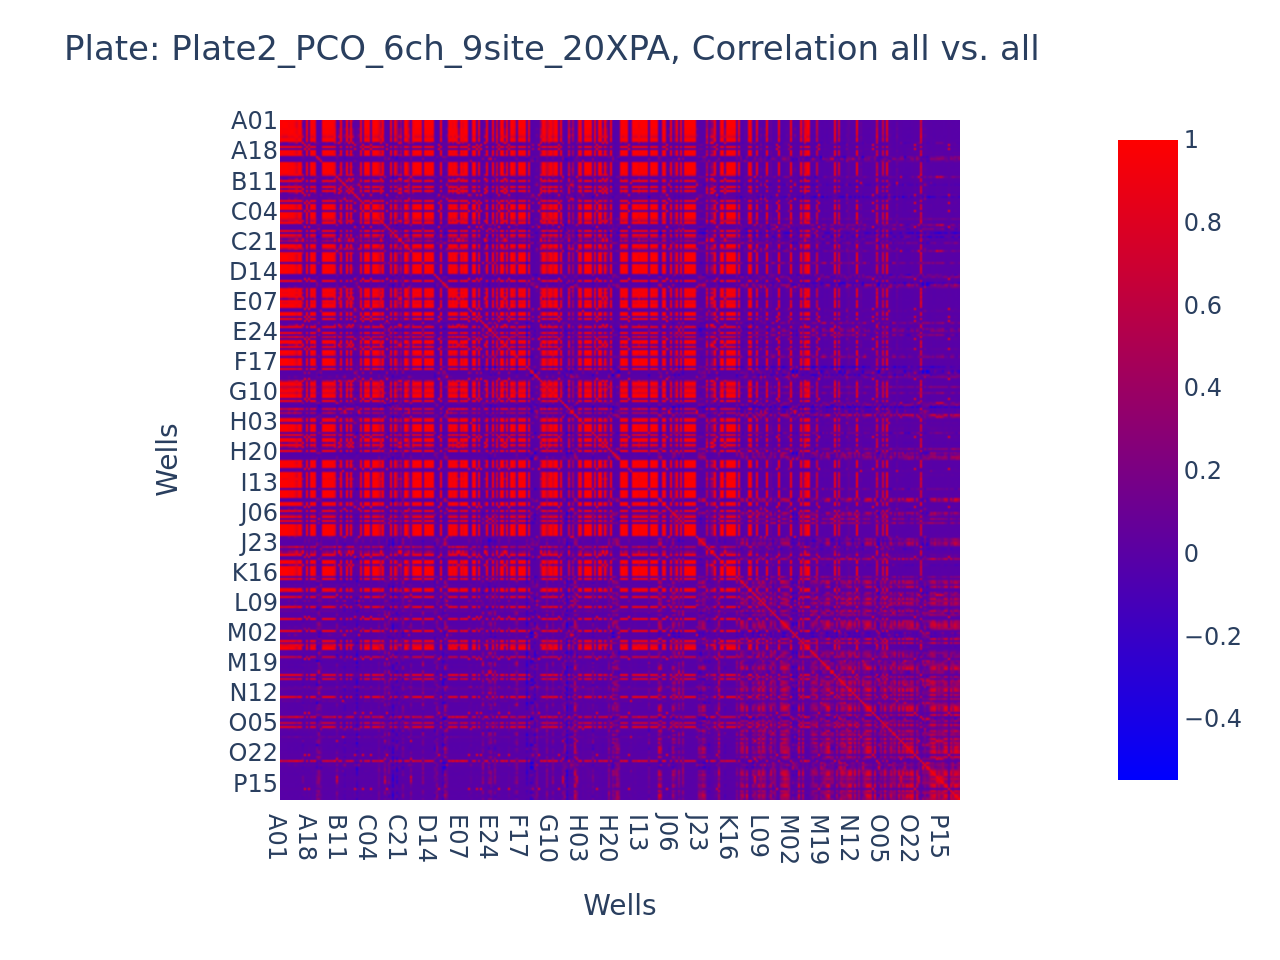 Plate: Plate2_PCO_6ch_9site_20XPA, Correlation all vs. all
A01
A18
B11
C04
C21
D14
E07
E24
F17
G10
H03
H20
I13
J06
J23
K16
L09
M02
M19
N12
O05
O22
P15
Wells
A01 A18 B11 C04 C21 D14 E07 E24 F17 G10 H03 H20 I13 J06 J23 K16 L09 M02 M19 N12 O05 O22 P15
Wells
1
0.8
0.6
0.4
0.2
0
−0.2
−0.4